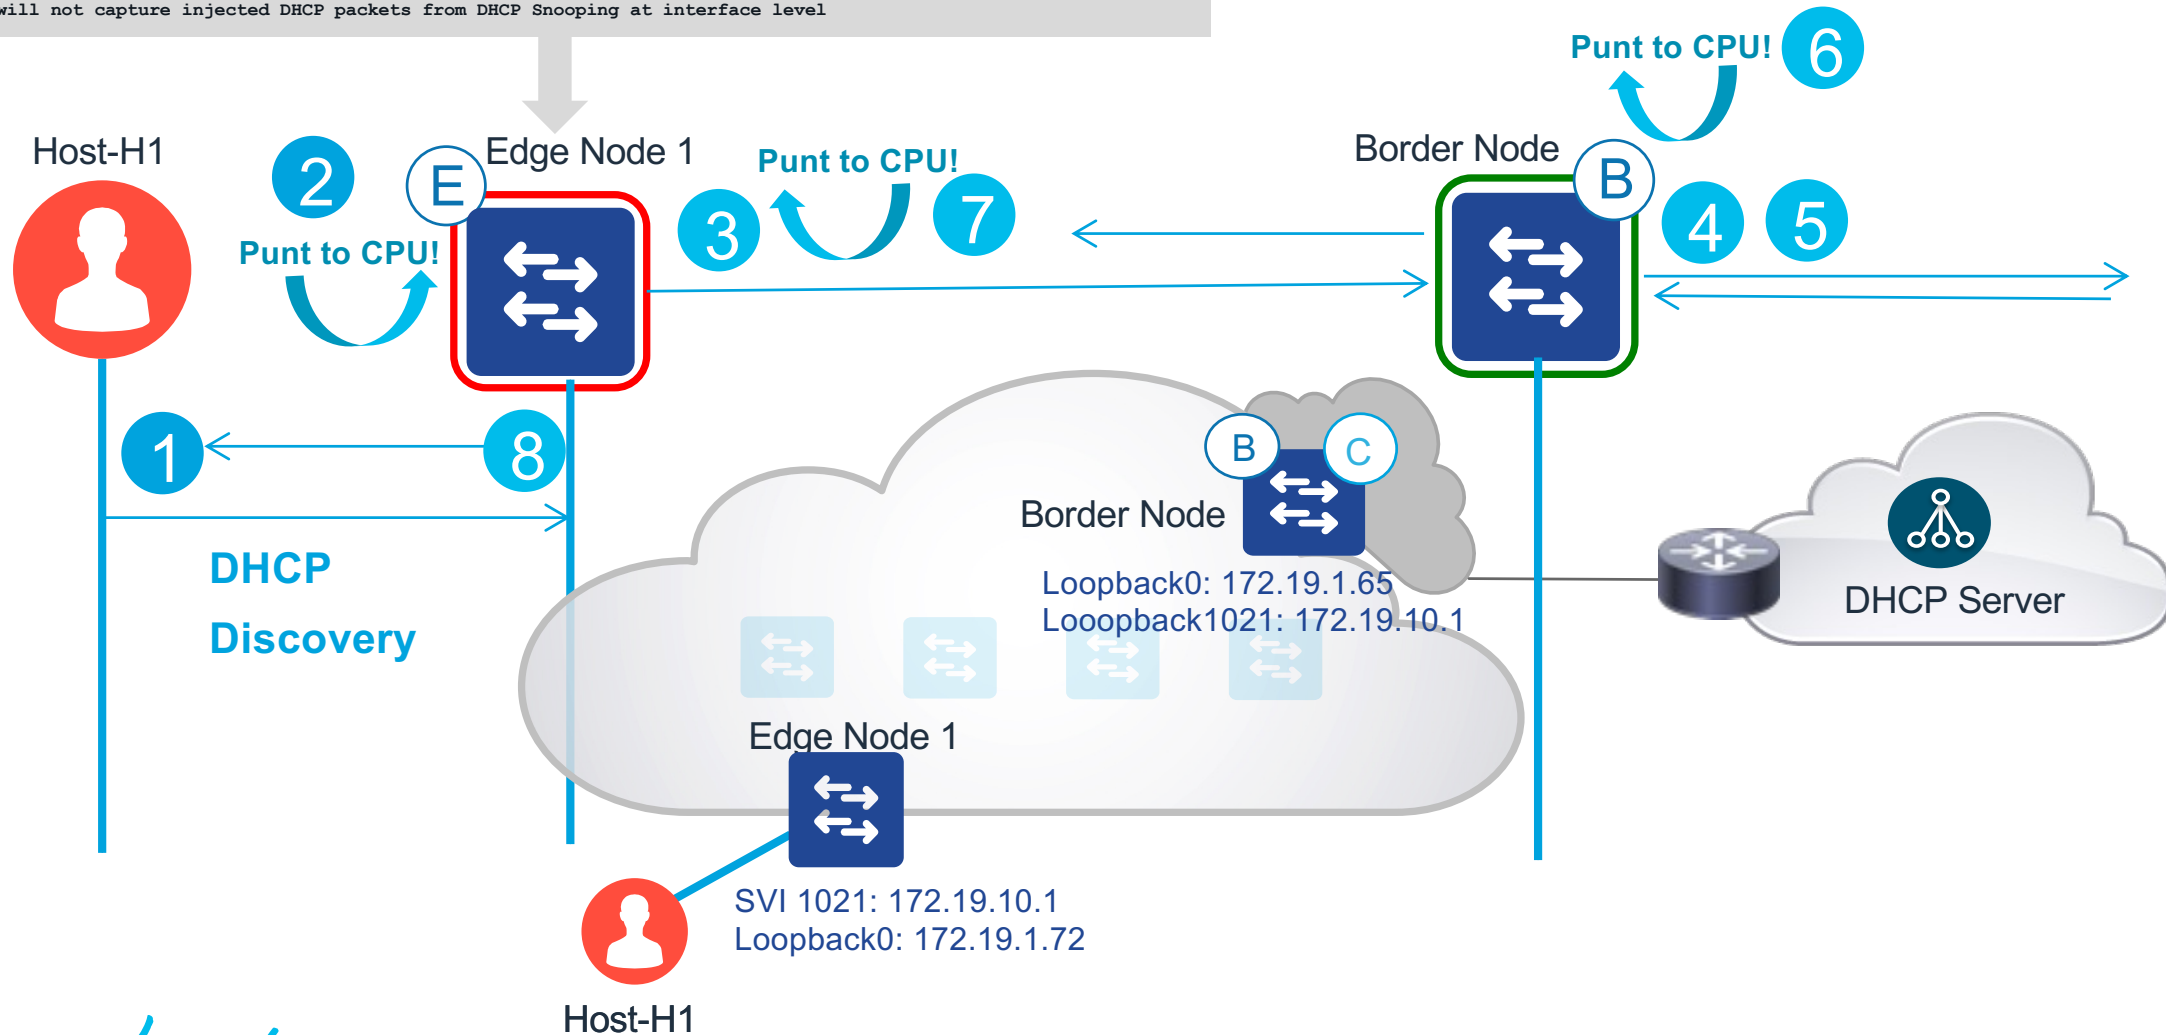 will not capture injected DHCP packets from DHCP Snooping at interface level
Punt to CPU!
6
Host-H1
2
E
Edge Node 1
Punt to CPU!
Border Node
B
3
7
4
5
Punt to CPU!
1
8
B
C
Border Node
DHCP
Discovery
Loopback0: 172.19.1.65
Looopback1021: 172.19.10.1
DHCP Server
Edge Node 1
SVI 1021: 172.19.10.1
Loopback0: 172.19.1.72
Host-H1